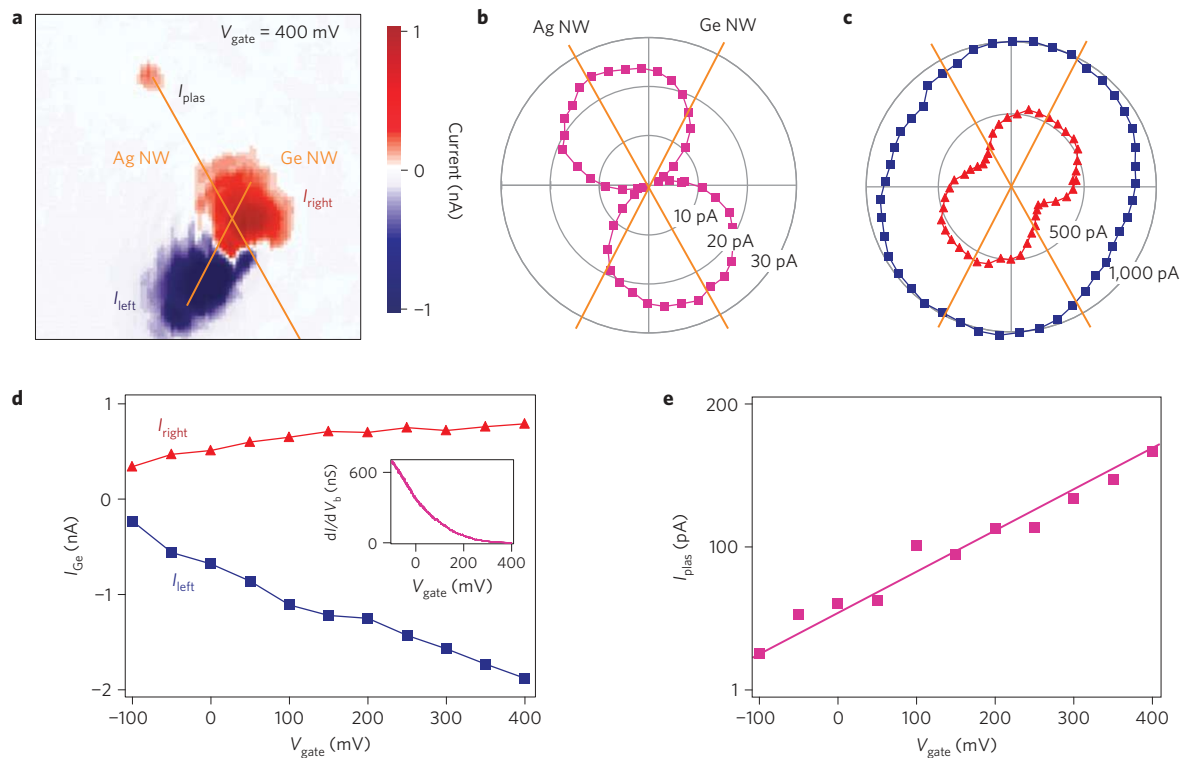 a
V_gate = 400 mV
I_plas
Ag NW
Ge NW
I_right
I_left
1
0
−1
Current (nA)
b
Ag NW
Ge NW
10 pA
20 pA
30 pA
c
500 pA
1,000 pA
d
1
0
−1
−2
I_Ge (nA)
I_right
I_left
600
0
dI/dV_b (nS)
0
200
400
V_gate (mV)
−100
0
100
200
300
400
V_gate (mV)
e
200
100
1
I_plas (pA)
−100
0
100
200
300
400
V_gate (mV)